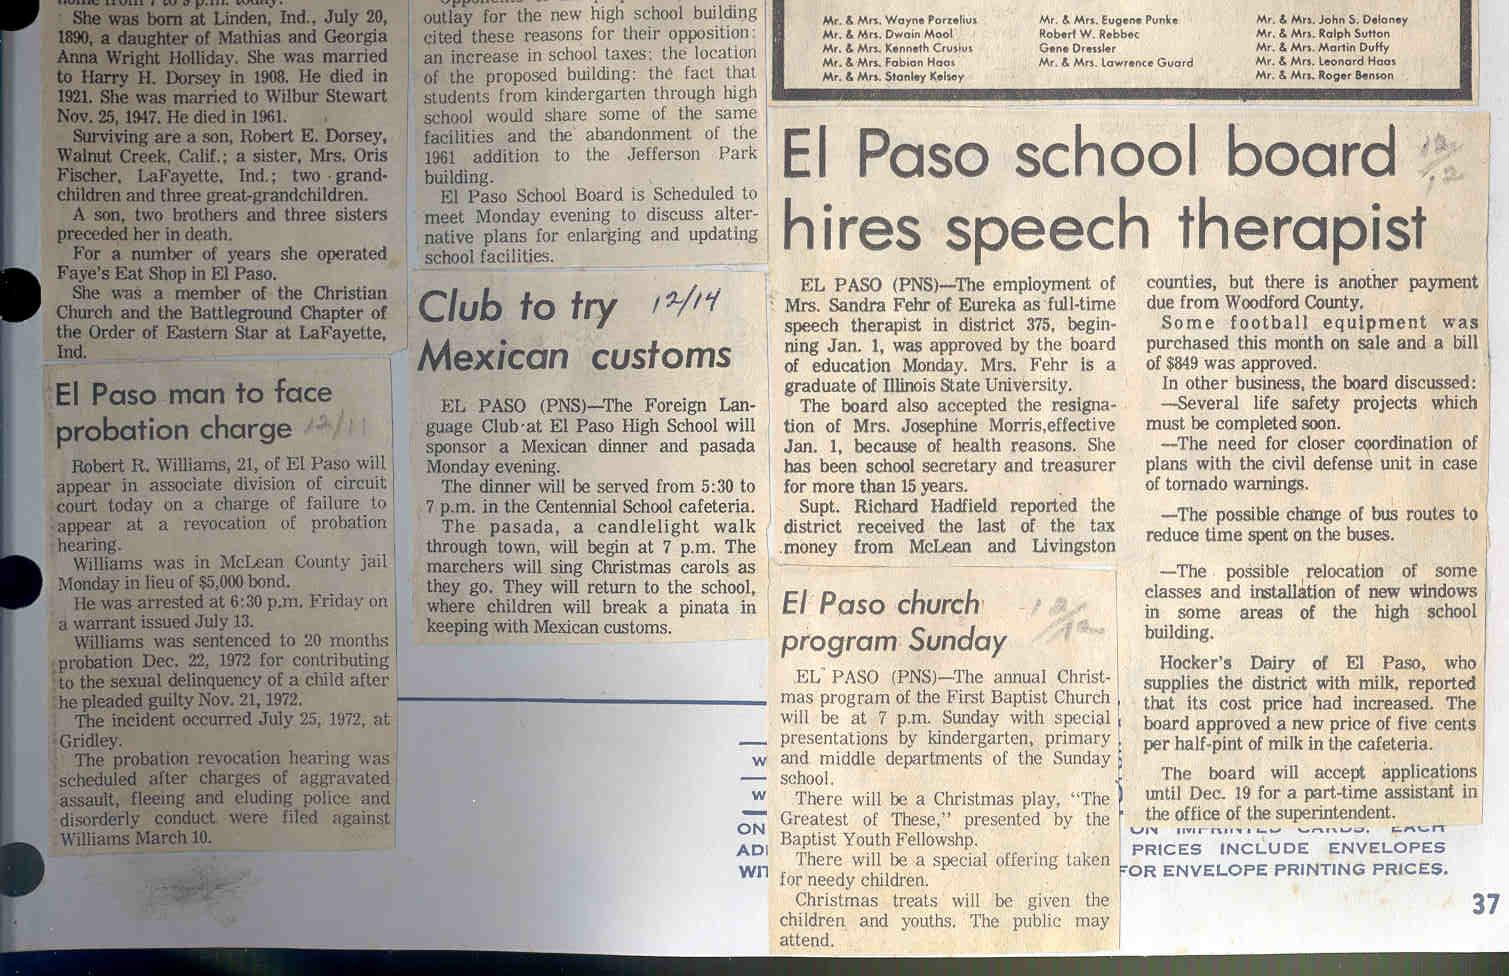 home from 7 to 9 p.m. today.
She was born at Linden, Ind., July 20,
1890, a daughter of Mathias and Georgia
Anna Wright Holliday. She was married
to Harry H. Dorsey in 1908. He died in
1921. She was married to Wilbur Stewart
Nov. 25, 1947. He died in 1961.
Surviving are a son, Robert E. Dorsey,
Walnut Creek, Calif.; a sister, Mrs. Oris
Fischer, LaFayette, Ind.; two grand-
children and three great-grandchildren.
A son, two brothers and three sisters
preceded her in death.
For a number of years she operated
Faye's Eat Shop in El Paso.
She was a member of the Christian
Church and the Battleground Chapter of
the Order of Eastern Star at LaFayette,
Ind.
El Paso man to face
probation charge 12/11
Robert R. Williams, 21, of El Paso will
appear in associate division of circuit
court today on a charge of failure to
appear at a revocation of probation
hearing.
Williams was in McLean County jail
Monday in lieu of $5,000 bond.
He was arrested at 6:30 p.m. Friday on
a warrant issued July 13.
Williams was sentenced to 20 months
probation Dec. 22, 1972 for contributing
to the sexual delinquency of a child after
he pleaded guilty Nov. 21, 1972.
The incident occurred July 25, 1972, at
Gridley.
The probation revocation hearing was
scheduled after charges of aggravated
assault, fleeing and eluding police and
disorderly conduct were filed against
Williams March 10.
outlay for the new high school building
cited these reasons for their opposition:
an increase in school taxes; the location
of the proposed building; the fact that
students from kindergarten through high
school would share some of the same
facilities and the abandonment of the
1961 addition to the Jefferson Park
building.
El Paso School Board is Scheduled to
meet Monday evening to discuss alter-
native plans for enlarging and updating
school facilities.
Club to try 12/14
Mexican customs
EL PASO (PNS)—The Foreign Lan-
guage Club at El Paso High School will
sponsor a Mexican dinner and pasada
Monday evening.
The dinner will be served from 5:30 to
7 p.m. in the Centennial School cafeteria.
The pasada, a candlelight walk
through town, will begin at 7 p.m. The
marchers will sing Christmas carols as
they go. They will return to the school,
where children will break a pinata in
keeping with Mexican customs.
Mr. & Mrs. Wayne Porzelius
Mr. & Mrs. Dwain Mool
Mr. & Mrs. Kenneth Crusius
Mr. & Mrs. Fabian Haas
Mr. & Mrs. Stanley Kelsey
Mr. & Mrs. Eugene Punke
Robert W. Rebbec
Gene Dressler
Mr. & Mrs. Lawrence Guard
Mr. & Mrs. John S. Delaney
Mr. & Mrs. Ralph Sutton
Mr. & Mrs. Martin Duffy
Mr. & Mrs. Leonard Haas
Mr. & Mrs. Roger Benson
El Paso school board 12/12
hires speech therapist
EL PASO (PNS)—The employment of
Mrs. Sandra Fehr of Eureka as full-time
speech therapist in district 375, begin-
ning Jan. 1, was approved by the board
of education Monday. Mrs. Fehr is a
graduate of Illinois State University.
The board also accepted the resigna-
tion of Mrs. Josephine Morris,effective
Jan. 1, because of health reasons. She
has been school secretary and treasurer
for more than 15 years.
Supt. Richard Hadfield reported the
district received the last of the tax
money from McLean and Livingston
counties, but there is another payment
due from Woodford County.
Some football equipment was
purchased this month on sale and a bill
of $849 was approved.
In other business, the board discussed:
—Several life safety projects which
must be completed soon.
—The need for closer coordination of
plans with the civil defense unit in case
of tornado warnings.
—The possible change of bus routes to
reduce time spent on the buses.
—The possible relocation of some
classes and installation of new windows
in some areas of the high school
building.
Hocker's Dairy of El Paso, who
supplies the district with milk, reported
that its cost price had increased. The
board approved a new price of five cents
per half-pint of milk in the cafeteria.
The board will accept applications
until Dec. 19 for a part-time assistant in
the office of the superintendent.
El Paso church 12/12
program Sunday
EL PASO (PNS)—The annual Christ-
mas program of the First Baptist Church
will be at 7 p.m. Sunday with special
presentations by kindergarten, primary
and middle departments of the Sunday
school.
There will be a Christmas play, "The
Greatest of These," presented by the
Baptist Youth Fellowshp.
There will be a special offering taken
for needy children.
Christmas treats will be given the
children and youths. The public may
attend.
W
W
ON
ADI
WIT
ON IMPRINTED CARDS. EACH
PRICES INCLUDE ENVELOPES
FOR ENVELOPE PRINTING PRICES.
37